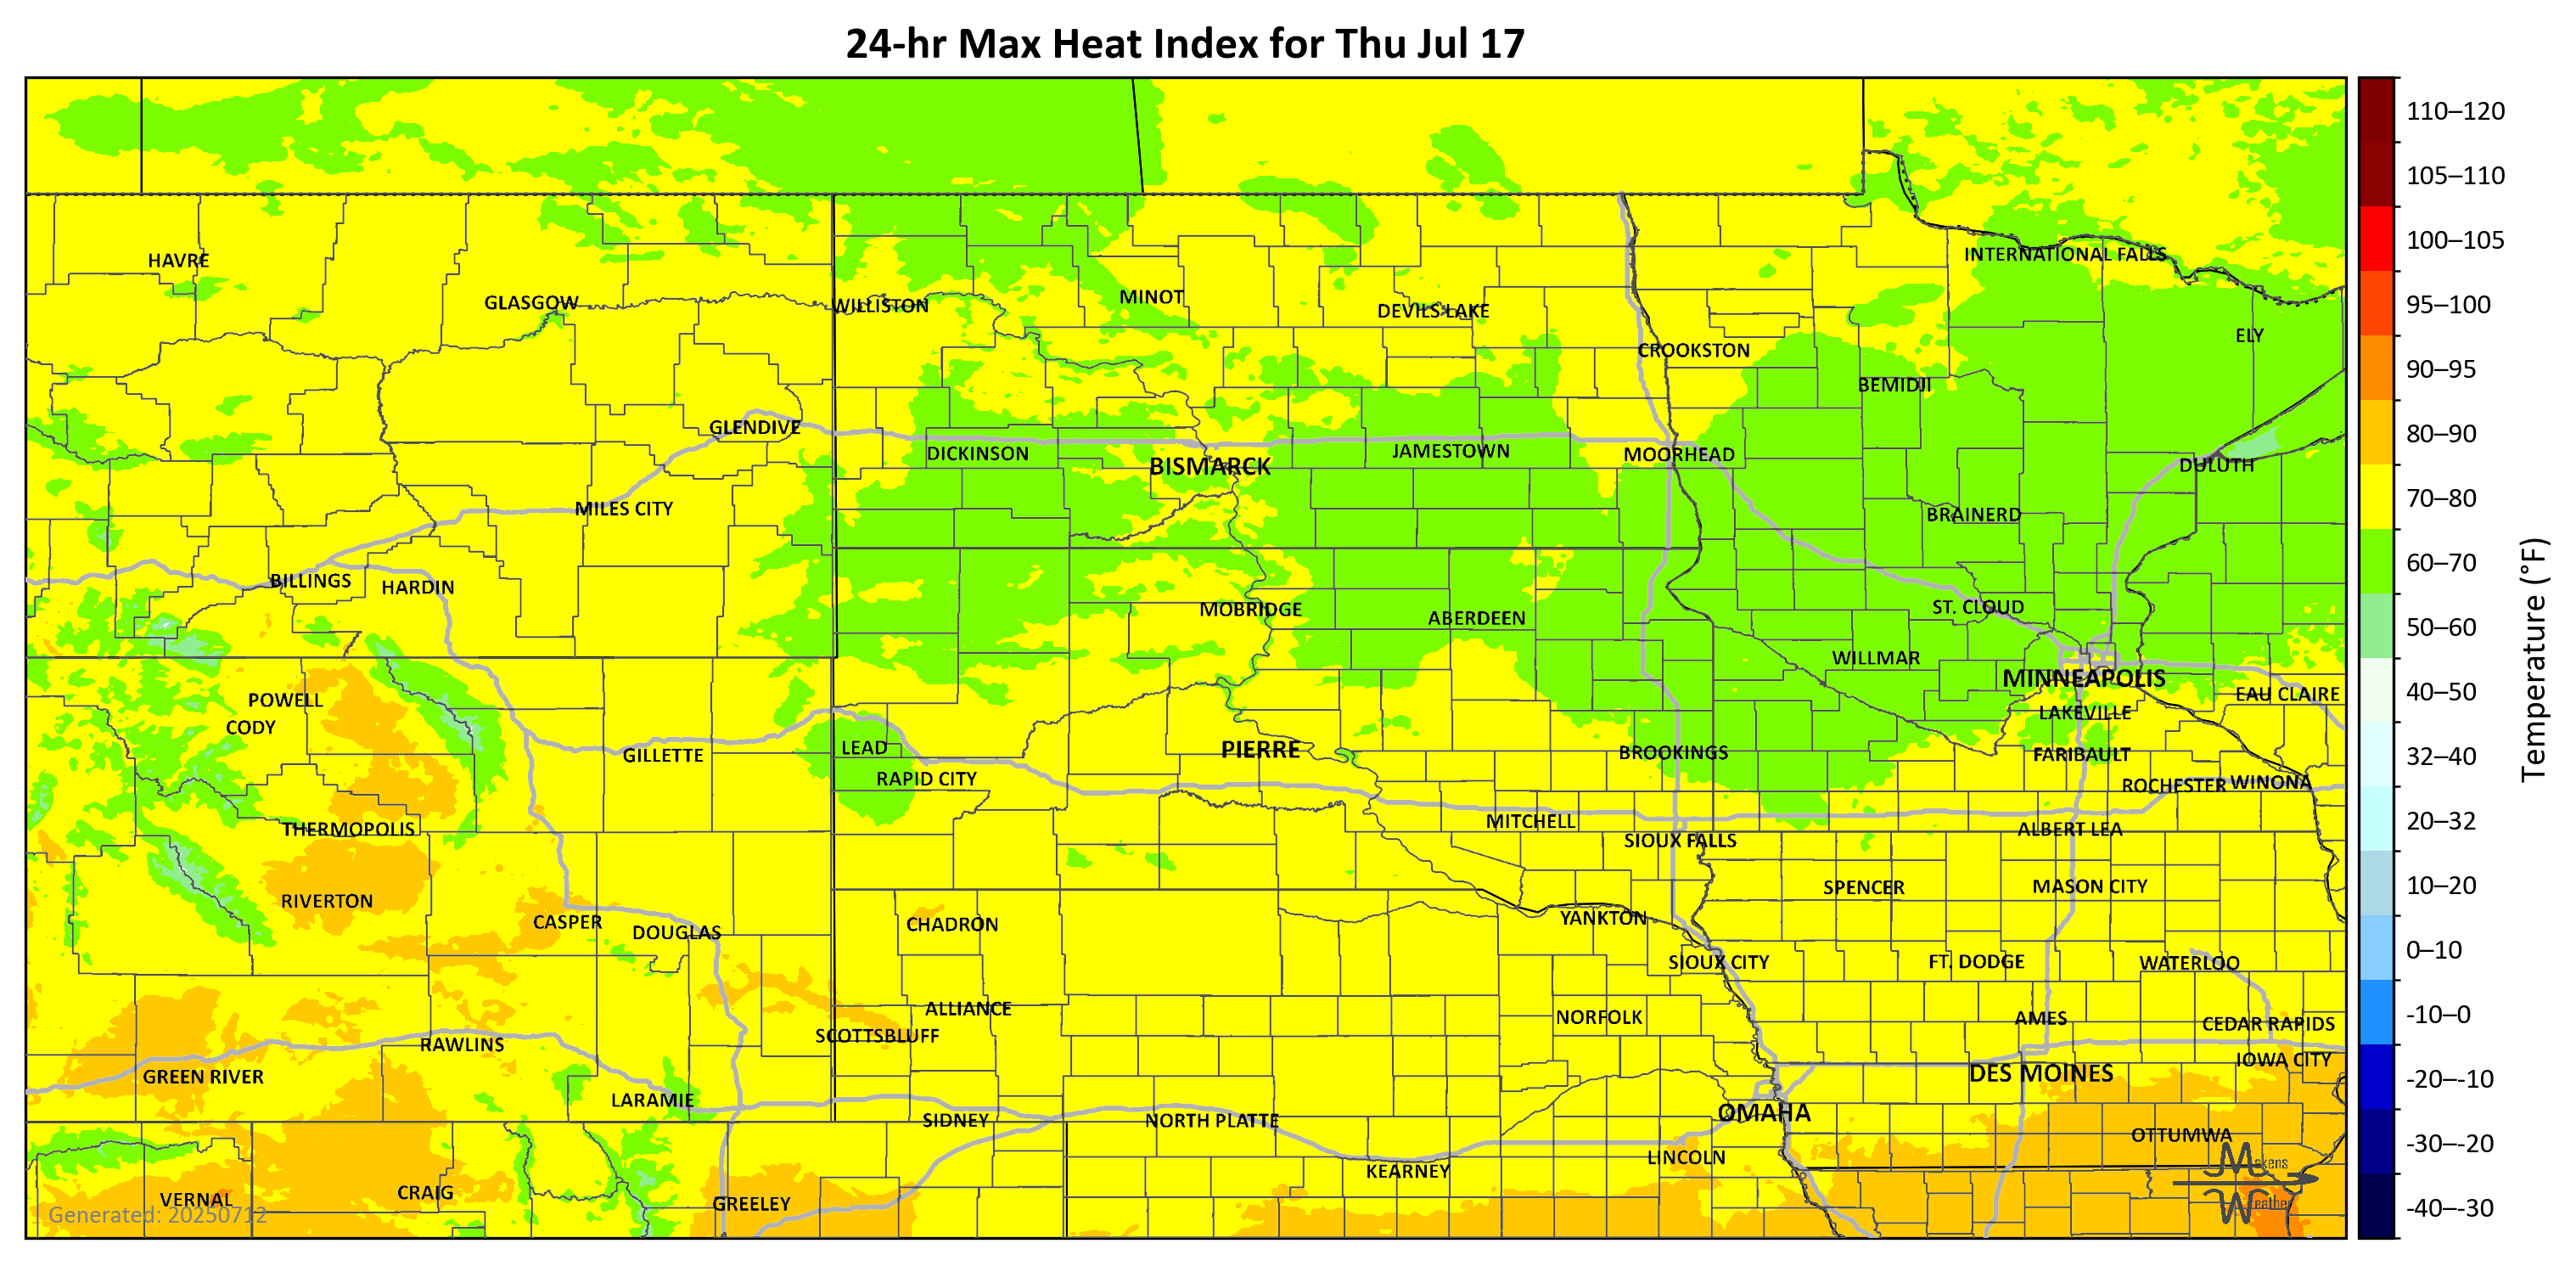 24-hr Max Heat Index for Thu Jul 17
HAVRE
GLASGOW
WILLISTON
MINOT
DEVILS LAKE
INTERNATIONAL FALLS
ELY
CROOKSTON
BEMIDJI
GLENDIVE
DICKINSON
BISMARCK
JAMESTOWN
MOORHEAD
DULUTH
MILES CITY
BRAINERD
BILLINGS
HARDIN
MOBRIDGE
ABERDEEN
ST. CLOUD
WILLMAR
MINNEAPOLIS
EAU CLAIRE
POWELL
CODY
LAKEVILLE
GILLETTE
LEAD
PIERRE
BROOKINGS
FARIBAULT
RAPID CITY
ROCHESTER
WINONA
THERMOPOLIS
MITCHELL
SIOUX FALLS
ALBERT LEA
RIVERTON
SPENCER
MASON CITY
CASPER
DOUGLAS
CHADRON
YANKTON
SIOUX CITY
FT. DODGE
WATERLOO
ALLIANCE
NORFOLK
AMES
CEDAR RAPIDS
SCOTTSBLUFF
RAWLINS
IOWA CITY
GREEN RIVER
DES MOINES
LARAMIE
OMAHA
SIDNEY
NORTH PLATTE
OTTUMWA
LINCOLN
KEARNEY
VERNAL
CRAIG
GREELEY
Generated: 20250712
Makens
Weather
110–120
105–110
100–105
95–100
90–95
80–90
70–80
60–70
50–60
40–50
32–40
20–32
10–20
0–10
-10–0
-20–-10
-30–-20
-40–-30
Temperature (°F)